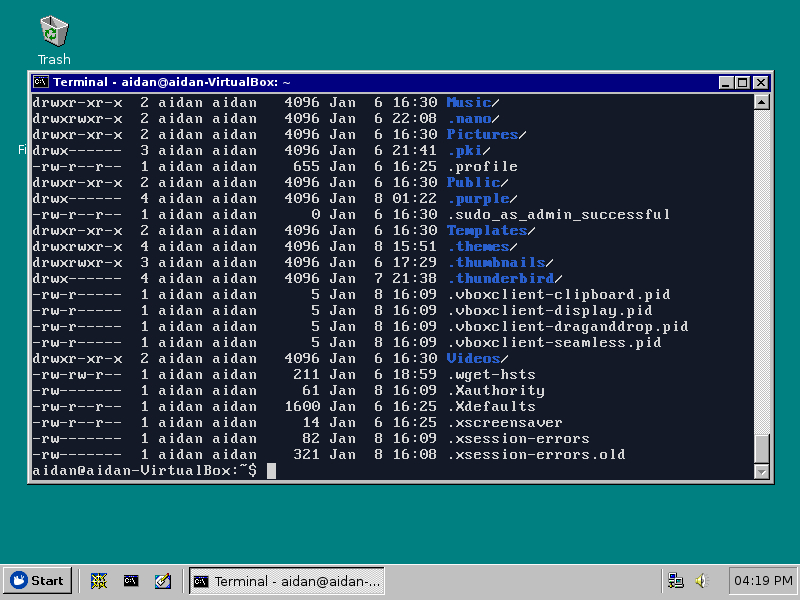 Trash
Terminal - aidan@aidan-VirtualBox: ~
Fi
drwxr-xr-x  2 aidan aidan   4096 Jan  6 16:30 Music/
drwxrwxr-x  2 aidan aidan   4096 Jan  6 22:08 .nano/
drwxr-xr-x  2 aidan aidan   4096 Jan  6 16:30 Pictures/
drwx------  3 aidan aidan   4096 Jan  6 21:41 .pki/
-rw-r--r--  1 aidan aidan    655 Jan  6 16:25 .profile
drwxr-xr-x  2 aidan aidan   4096 Jan  6 16:30 Public/
drwx------  4 aidan aidan   4096 Jan  8 01:22 .purple/
-rw-r--r--  1 aidan aidan      0 Jan  6 16:30 .sudo_as_admin_successful
drwxr-xr-x  2 aidan aidan   4096 Jan  6 16:30 Templates/
drwxrwxr-x  4 aidan aidan   4096 Jan  8 15:51 .themes/
drwxrwxr-x  3 aidan aidan   4096 Jan  6 17:29 .thumbnails/
drwx------  4 aidan aidan   4096 Jan  7 21:38 .thunderbird/
-rw-r-----  1 aidan aidan      5 Jan  8 16:09 .vboxclient-clipboard.pid
-rw-r-----  1 aidan aidan      5 Jan  8 16:09 .vboxclient-display.pid
-rw-r-----  1 aidan aidan      5 Jan  8 16:09 .vboxclient-draganddrop.pid
-rw-r-----  1 aidan aidan      5 Jan  8 16:09 .vboxclient-seamless.pid
drwxr-xr-x  2 aidan aidan   4096 Jan  6 16:30 Videos/
-rw-rw-r--  1 aidan aidan    211 Jan  6 18:59 .wget-hsts
-rw-------  1 aidan aidan     61 Jan  8 16:09 .Xauthority
-rw-r--r--  1 aidan aidan   1600 Jan  6 16:25 .Xdefaults
-rw-r--r--  1 aidan aidan     14 Jan  6 16:25 .xscreensaver
-rw-------  1 aidan aidan     82 Jan  8 16:09 .xsession-errors
-rw-------  1 aidan aidan    321 Jan  8 16:08 .xsession-errors.old
aidan@aidan-VirtualBox:~$
Start
Terminal - aidan@aidan-...
04:19 PM